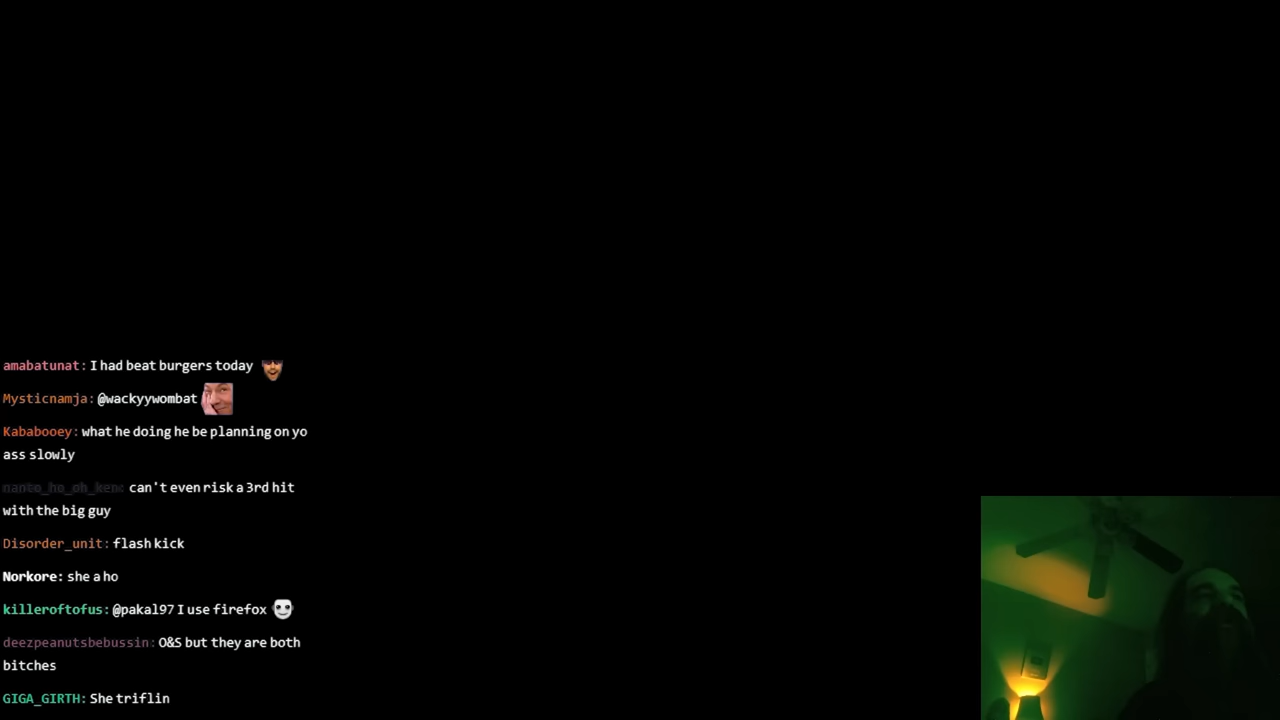 amabatunat: I had beat burgers today
Mysticnamja: @wackyywombat
Kababooey: what he doing he be planning on yo
ass slowly
nanto_ho_oh_ken: can't even risk a 3rd hit
with the big guy
Disorder_unit: flash kick
Norkore: she a ho
killeroftofus: @pakal97 I use firefox
deezpeanutsbebussin: O&S but they are both
bitches
GIGA_GIRTH: She triflin